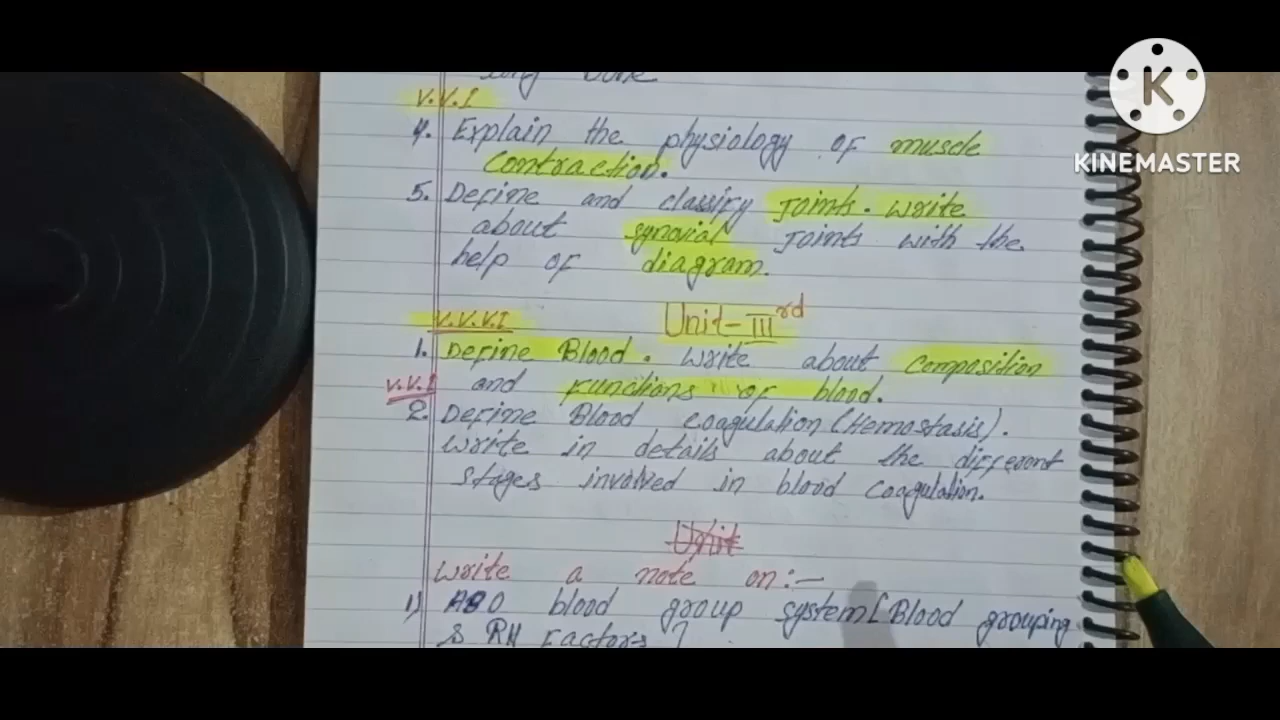 long bone
V.V.I
4. Explain the physiology of muscle
contraction.
5. Define and classify Joints. Write
about synovial Joints with the
help of diagram.
V.V.V.I Unit-III rd
1. Define Blood. Write about composition
V.V.I and functions of blood.
2. Define Blood coagulation (Hemostasis).
Write in details about the different
stages involved in blood coagulation.
Unit
Write a note on:-
1) ABO blood group system [Blood grouping
& RH Factors]
K
KINEMASTER